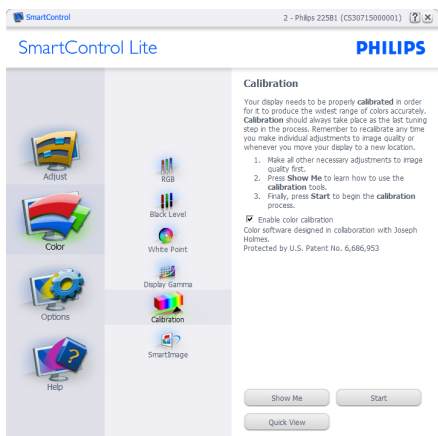 SmartControl
2 - Philips 225B1 (CS30715000001)
SmartControl Lite
PHILIPS
Adjust
Color
Options
Help
RGB
Black Level
White Point
Display Gamma
Calibration
SmartImage
Calibration
Your display needs to be properly calibrated in order
for it to produce the widest range of colors accurately.
Calibration should always take place as the last tuning
step in the process. Remember to recalibrate any time
you make individual adjustments to image quality or
whenever you move your display to a new location.
1. Make all other necessary adjustments to image
quality first.
2. Press Show Me to learn how to use the
calibration tools.
3. Finally, press Start to begin the calibration
process.
Enable color calibration
Color software designed in collaboration with Joseph
Holmes.
Protected by U.S. Patent No. 6,686,953
Show Me
Start
Quick View